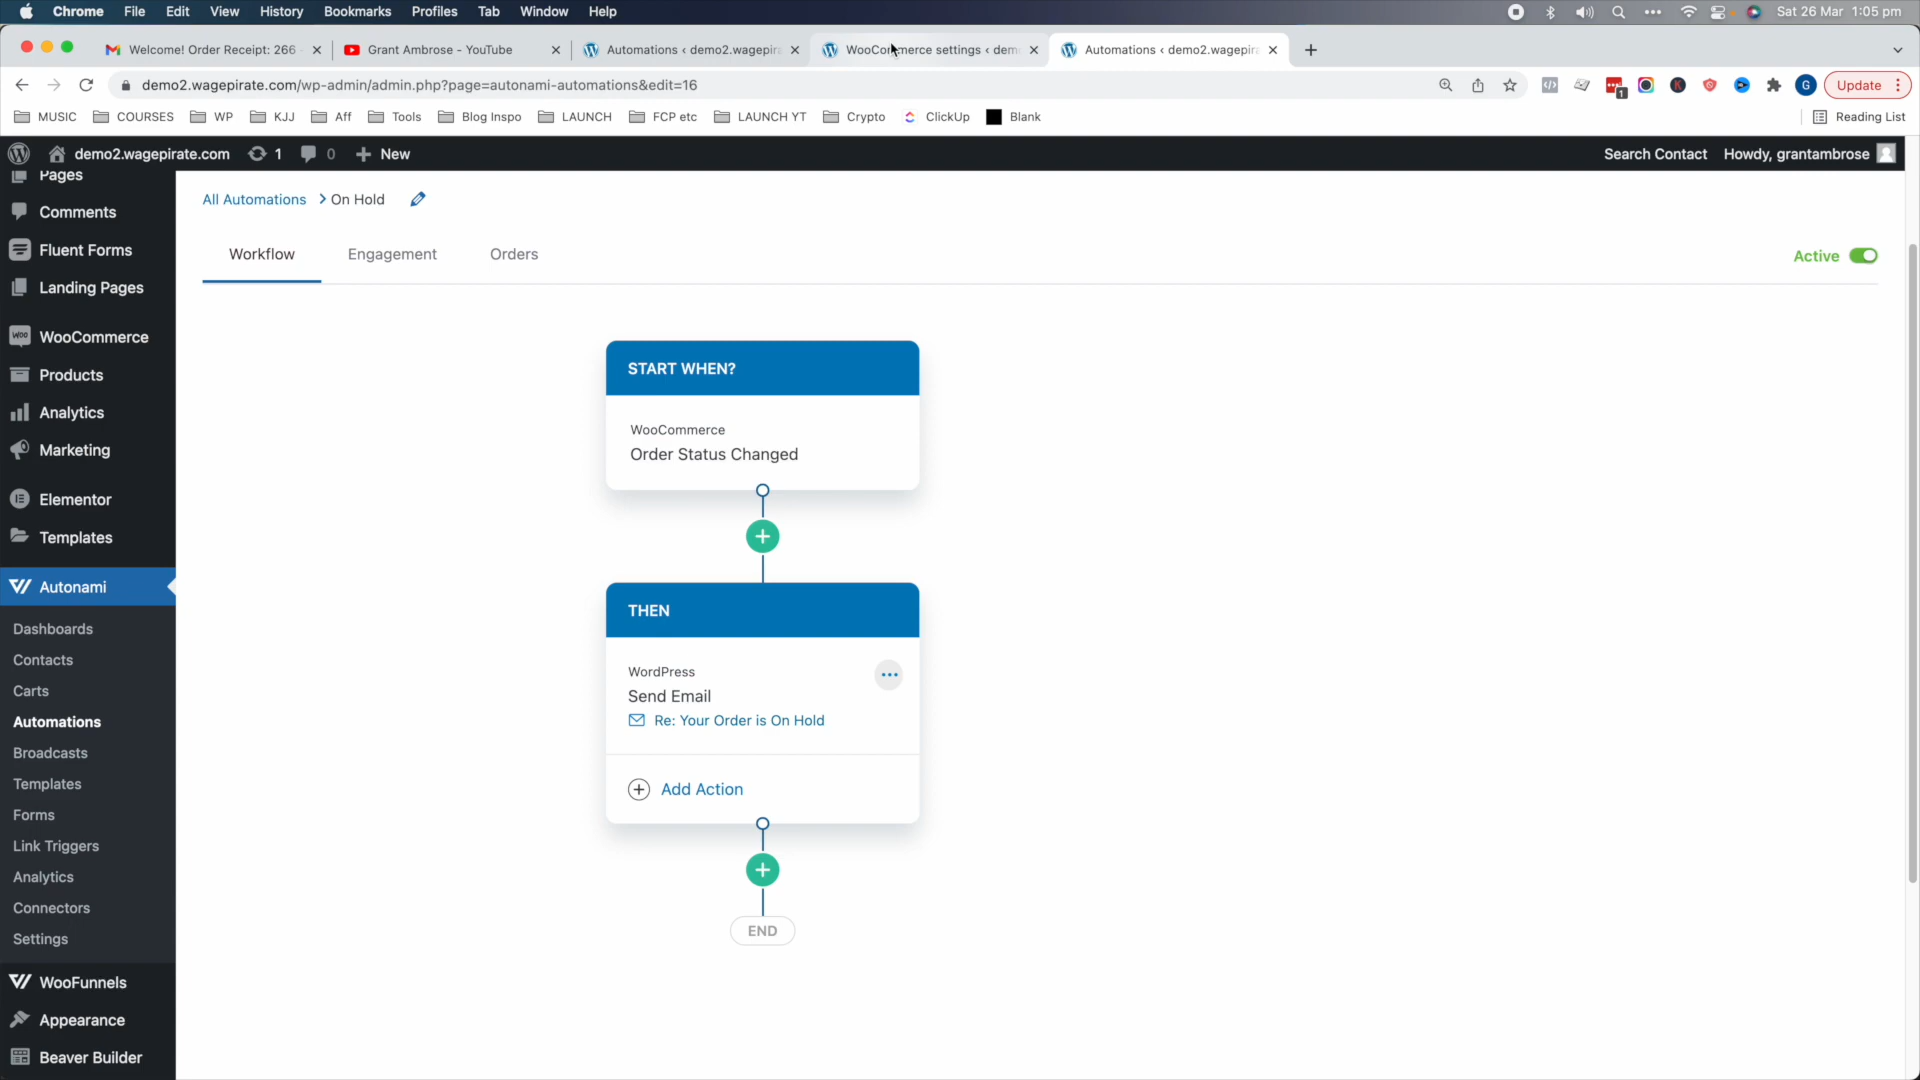 Chrome File Edit View History Bookmarks Profiles Tab Window Help Sat 26 Mar 1:05 pm
Welcome! Order Receipt: 266 Grant Ambrose - YouTube Automations ‹ demo2.wagepir WooCommerce settings ‹ dem Automations ‹ demo2.wagepir
demo2.wagepirate.com/wp-admin/admin.php?page=autonami-automations&edit=16 1 K G Update
MUSIC COURSES WP KJJ Aff Tools Blog Inspo LAUNCH FCP etc LAUNCH YT Crypto ClickUp Blank Reading List
demo2.wagepirate.com 1 0 New Search Contact Howdy, grantambrose
Pages
Comments
Fluent Forms
Landing Pages
WooCommerce
Products
Analytics
Marketing
Elementor
Templates
Autonami
Dashboards
Contacts
Carts
Automations
Broadcasts
Templates
Forms
Link Triggers
Analytics
Connectors
Settings
WooFunnels
Appearance
Beaver Builder
All Automations > On Hold
Workflow Engagement Orders Active
START WHEN?
WooCommerce
Order Status Changed
THEN
WordPress
Send Email
Re: Your Order is On Hold
Add Action
END